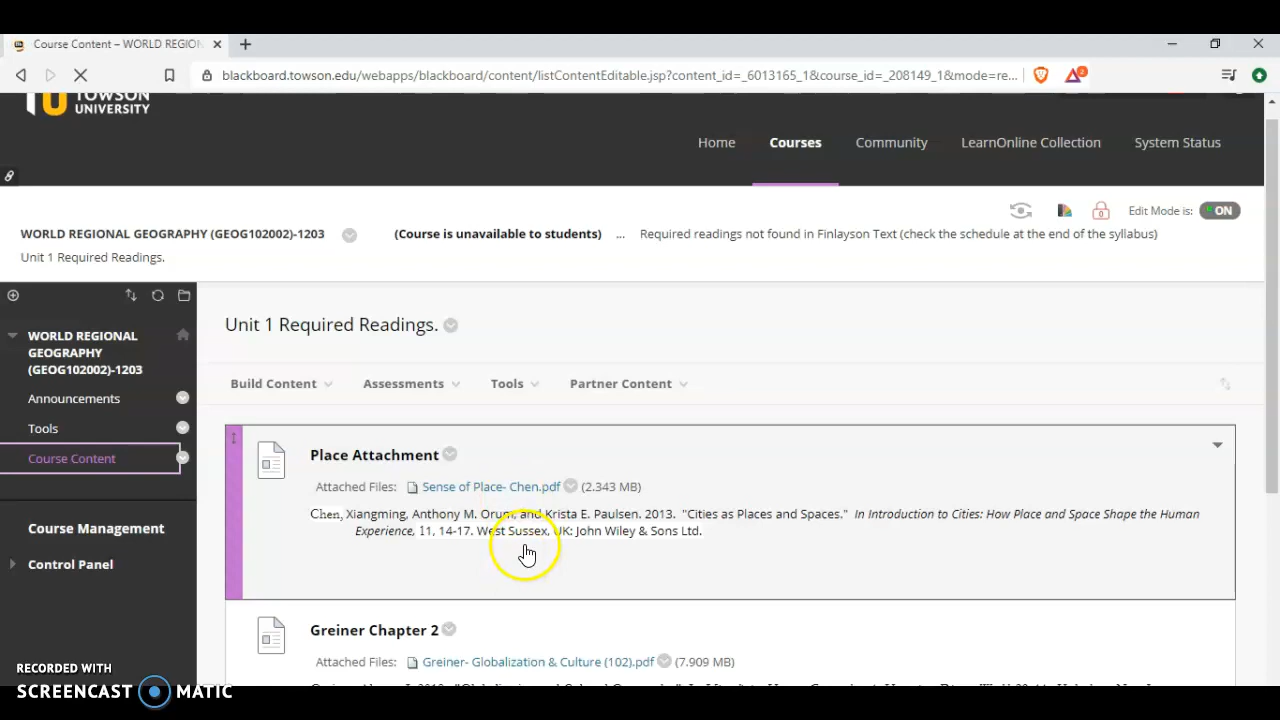 Course Content – WORLD REGION
blackboard.towson.edu/webapps/blackboard/content/listContentEditable.jsp?content_id=_6013165_1&course_id=_208149_1&mode=re...
2
TOWSON
UNIVERSITY
Home Courses Community LearnOnline Collection System Status
Edit Mode is: ON
WORLD REGIONAL GEOGRAPHY (GEOG102002)-1203 (Course is unavailable to students) ... Required readings not found in Finlayson Text (check the schedule at the end of the syllabus)
Unit 1 Required Readings.
WORLD REGIONAL
GEOGRAPHY
(GEOG102002)-1203
Announcements
Tools
Course Content
Course Management
Control Panel
Unit 1 Required Readings.
Build Content Assessments Tools Partner Content
Place Attachment
Attached Files: Sense of Place- Chen.pdf (2.343 MB)
Chen, Xiangming, Anthony M. Orum, and Krista E. Paulsen. 2013. "Cities as Places and Spaces." In Introduction to Cities: How Place and Space Shape the Human
Experience, 11, 14-17. West Sussex, UK: John Wiley & Sons Ltd.
Greiner Chapter 2
Attached Files: Greiner- Globalization & Culture (102).pdf (7.909 MB)
RECORDED WITH
SCREENCAST MATIC